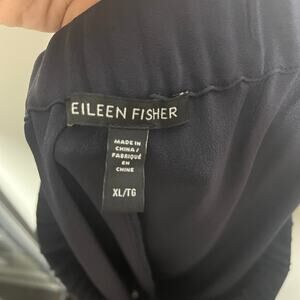 EILEEN FISHER
MADE IN
CHINA/
FABRIQUÉ
EN
CHINE
XL/TG